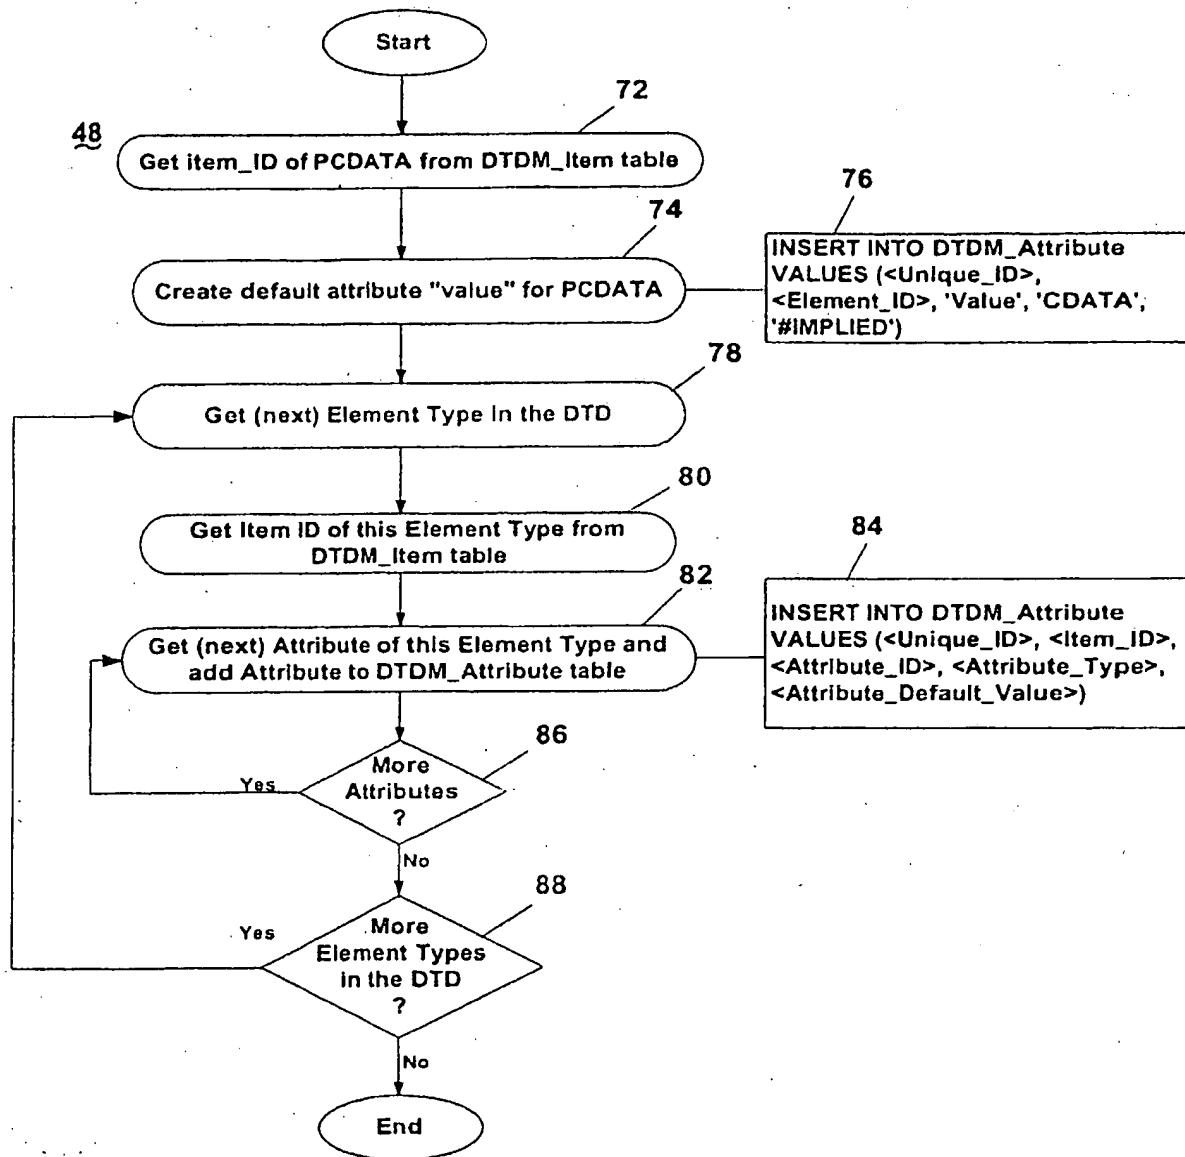 Start
72
48
Get item_ID of PCDATA from DTDM_Item table
74
76
Create default attribute "value" for PCDATA
INSERT INTO DTDM_Attribute
VALUES (<Unique_ID>,
<Element_ID>, 'Value', 'CDATA',
'#IMPLIED')
78
Get (next) Element Type in the DTD
80
Get Item ID of this Element Type from
DTDM_Item table
82
84
Get (next) Attribute of this Element Type and
add Attribute to DTDM_Attribute table
INSERT INTO DTDM_Attribute
VALUES (<Unique_ID>, <Item_ID>,
<Attribute_ID>, <Attribute_Type>,
<Attribute_Default_Value>)
86
More
Attributes
?
Yes
No
88
More
Element Types
in the DTD
?
Yes
No
End